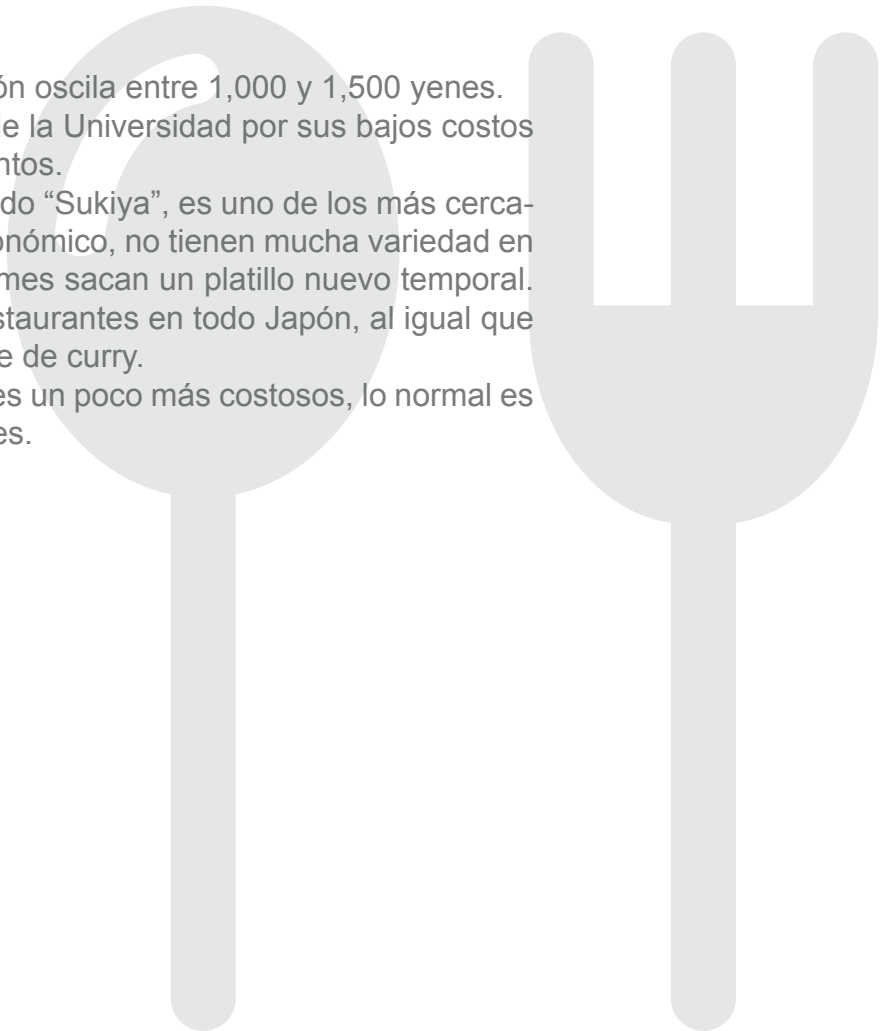 ón oscila entre 1,000 y 1,500 yenes.
de la Universidad por sus bajos costos
ntos.
do “Sukiya”, es uno de los más cerca-
onómico, no tienen mucha variedad en
mes sacan un platillo nuevo temporal.
staurantes en todo Japón, al igual que
e de curry.
es un poco más costosos, lo normal es
es.